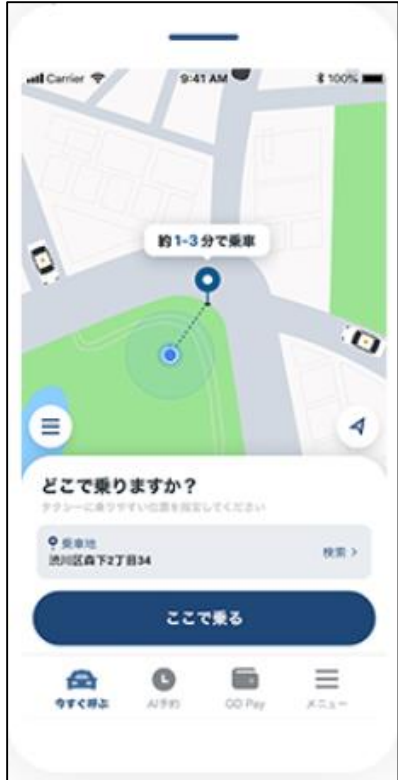 Carrier
9:41 AM
100%
約1-3分で乗車
どこで乗りますか？
タクシーに乗りやすい位置を指定してください
乗車地
検索 >
渋川区森下2丁目34
ここで乗る
今すぐ呼ぶ
AI予約
GO Pay
メニュー